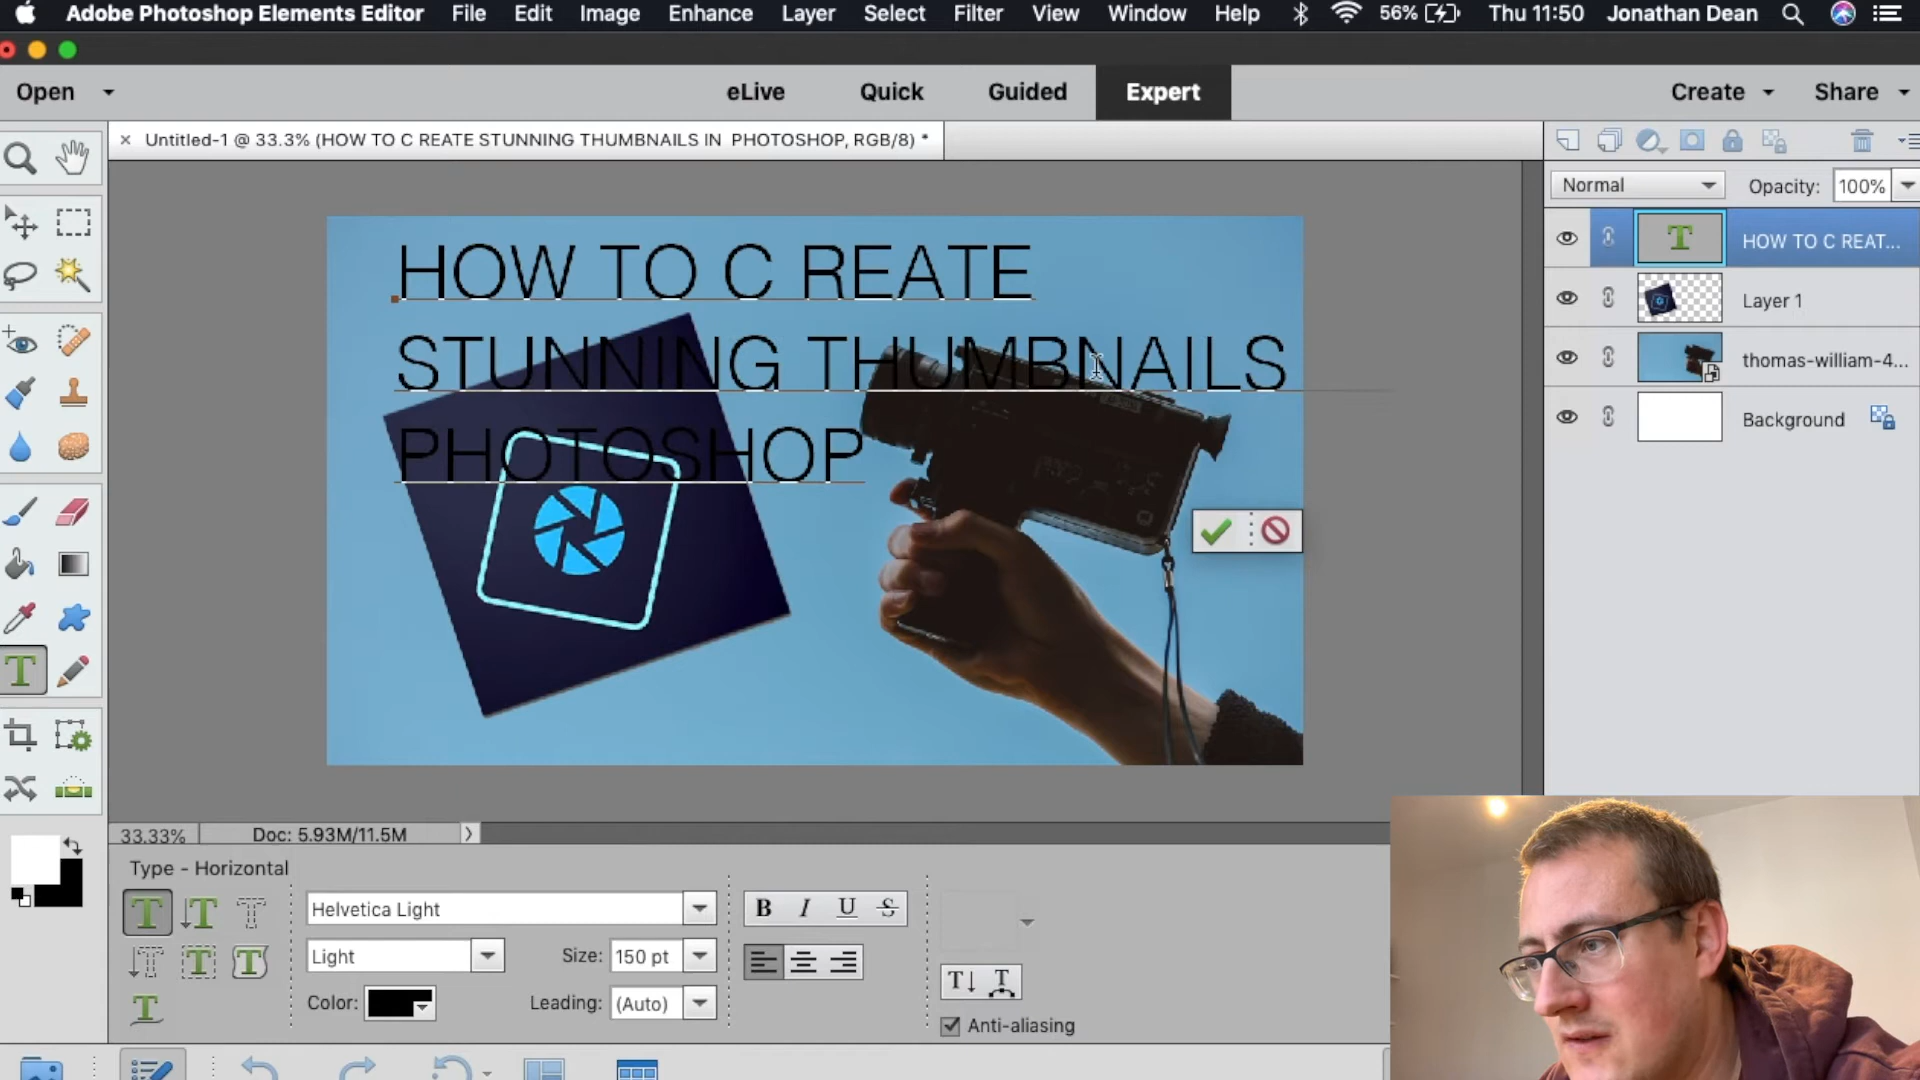 Adobe Photoshop Elements Editor File Edit Image Enhance Layer Select Filter View Window Help 56% Thu 11:50 Jonathan Dean
Open eLive Quick Guided Expert Create Share
× Untitled-1 @ 33.3% (HOW TO C REATE STUNNING THUMBNAILS IN  PHOTOSHOP, RGB/8) *
Normal Opacity: 100%
HOW TO C REATE
STUNNING THUMBNAILS
PHOTOSHOP
T HOW TO C REAT...
Layer 1
thomas-william-4...
Background
33.33% Doc: 5.93M/11.5M
Type - Horizontal
Helvetica Light B I U S
Light Size: 150 pt
Color: Leading: (Auto)
Anti-aliasing